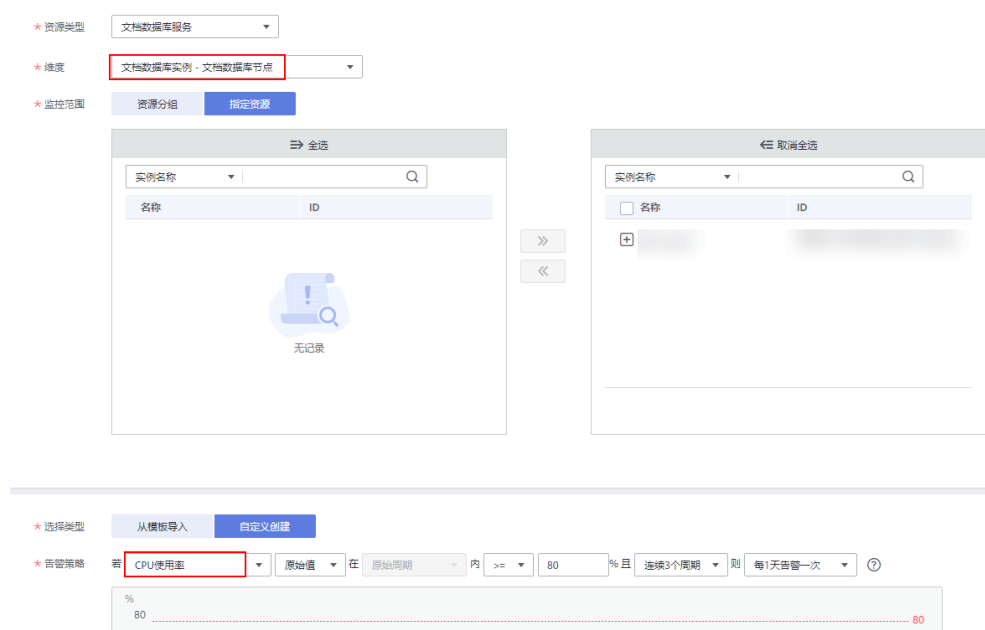 * 资源类型 文档数据库服务
* 维度 文档数据库实例 - 文档数据库节点
* 监控范围 资源分组 指定资源
全选 取消全选
实例名称 实例名称
名称 ID 名称 ID
无记录
* 选择类型 从模板导入 自定义创建
* 告警策略 若 CPU使用率 原始值 在 原始周期 内 >= 80 % 且 连续3个周期 则 每1天告警一次 ?
%
80 80